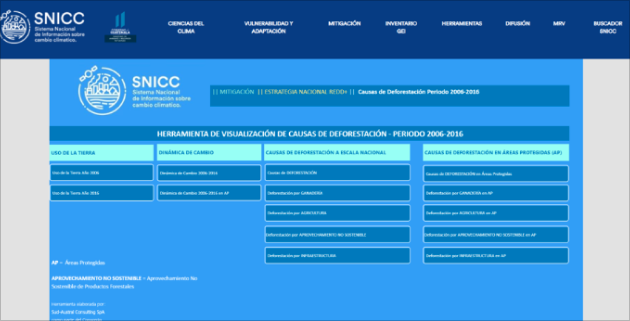 SNICC
Sistema Nacional
de Información sobre
cambio climatico.
GUATEMALA
CIENCIAS DEL
CLIMA
VULNERABILIDAD Y
ADAPTACIÓN
MITIGACIÓN
INVENTARIO
GEI
HERRAMIENTAS
DIFUSIÓN
MRV
BUSCADOR
SNICC
SNICC
Sistema Nacional
de Información sobre
cambio climatico.
|| MITIGACIÓN || ESTRATEGIA NACIONAL REDD+ || Causas de Deforestación Periodo 2006-2016
HERRAMIENTA DE VISUALIZACIÓN DE CAUSAS DE DEFORESTACIÓN - PERIODO 2006-2016
USO DE LA TIERRA
DINÁMICA DE CAMBIO
CAUSAS DE DEFORESTACIÓN A ESCALA NACIONAL
CAUSAS DE DEFORESTACIÓN EN ÁREAS PROTEGIDAS (AP)
Uso de la Tierra Año 2006
Dinámica de Cambio 2006-2016
Causas de DEFORESTACIÓN
Causas de DEFORESTACIÓN en Áreas Protegidas
Uso de la Tierra Año 2016
Dinámica de Cambio 2006-2016 en AP
Deforestación por GANADERÍA
Deforestación por GANADERÍA en AP
Deforestación por AGRICULTURA
Deforestación por AGRICULTURA en AP
Deforestación por APROVECHAMIENTO NO SOSTENIBLE
Deforestación por APROVECHAMIENTO NO SOSTENIBLE en AP
Deforestación por INFRAESTRUCTURA
Deforestación por INFRAESTRUCTURA en AP
AP – Áreas Protegidas
APROVECHAMIENTO NO SOSTENIBLE – Aprovechamiento No
Sostenible de Productos Forestales
Herramienta elaborada por:
Sud-Austral Consulting SpA